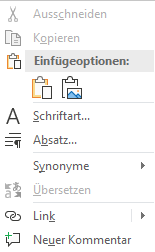 Ausschneiden
Kopieren
Einfügeoptionen:
Schriftart...
Absatz...
Synonyme
Übersetzen
Link
Neuer Kommentar